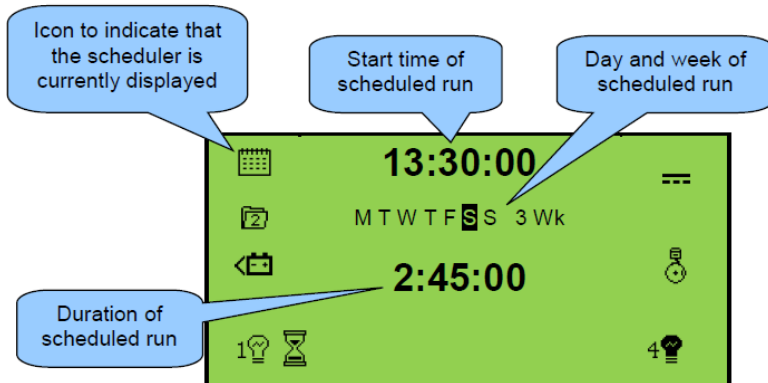 Icon to indicate that
the scheduler is
currently displayed
Start time of
scheduled run
Day and week of
scheduled run
13:30:00
2
M T W T F S S 3 Wk
2:45:00
Duration of
scheduled run
1
4